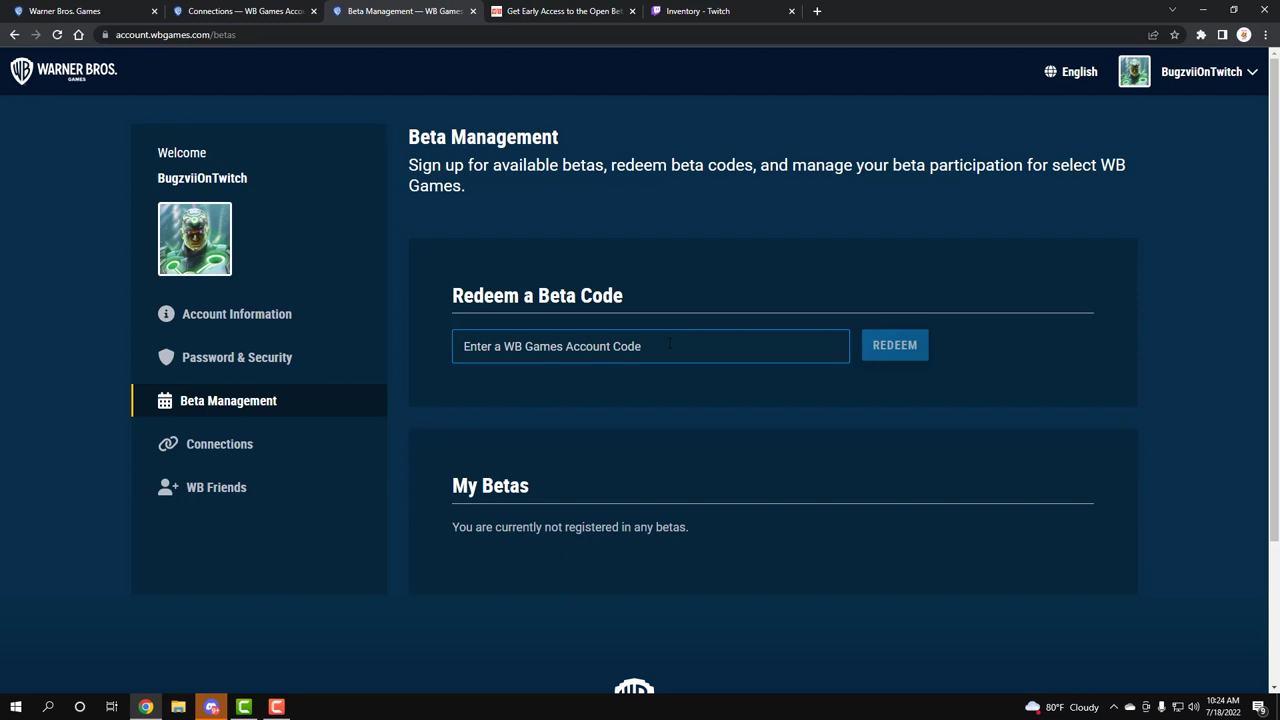 Warner Bros. Games
Connections — WB Games Acco
Beta Management — WB Games
Get Early Access to the Open Bet
Inventory - Twitch
account.wbgames.com/betas
WARNER BROS.
GAMES
English
BugzviiOnTwitch
Welcome
BugzviiOnTwitch
Account Information
Password & Security
Beta Management
Connections
WB Friends
Beta Management
Sign up for available betas, redeem beta codes, and manage your beta participation for select WB
Games.
Redeem a Beta Code
Enter a WB Games Account Code
REDEEM
My Betas
You are currently not registered in any betas.
80°F Cloudy
10:24 AM
7/18/2022